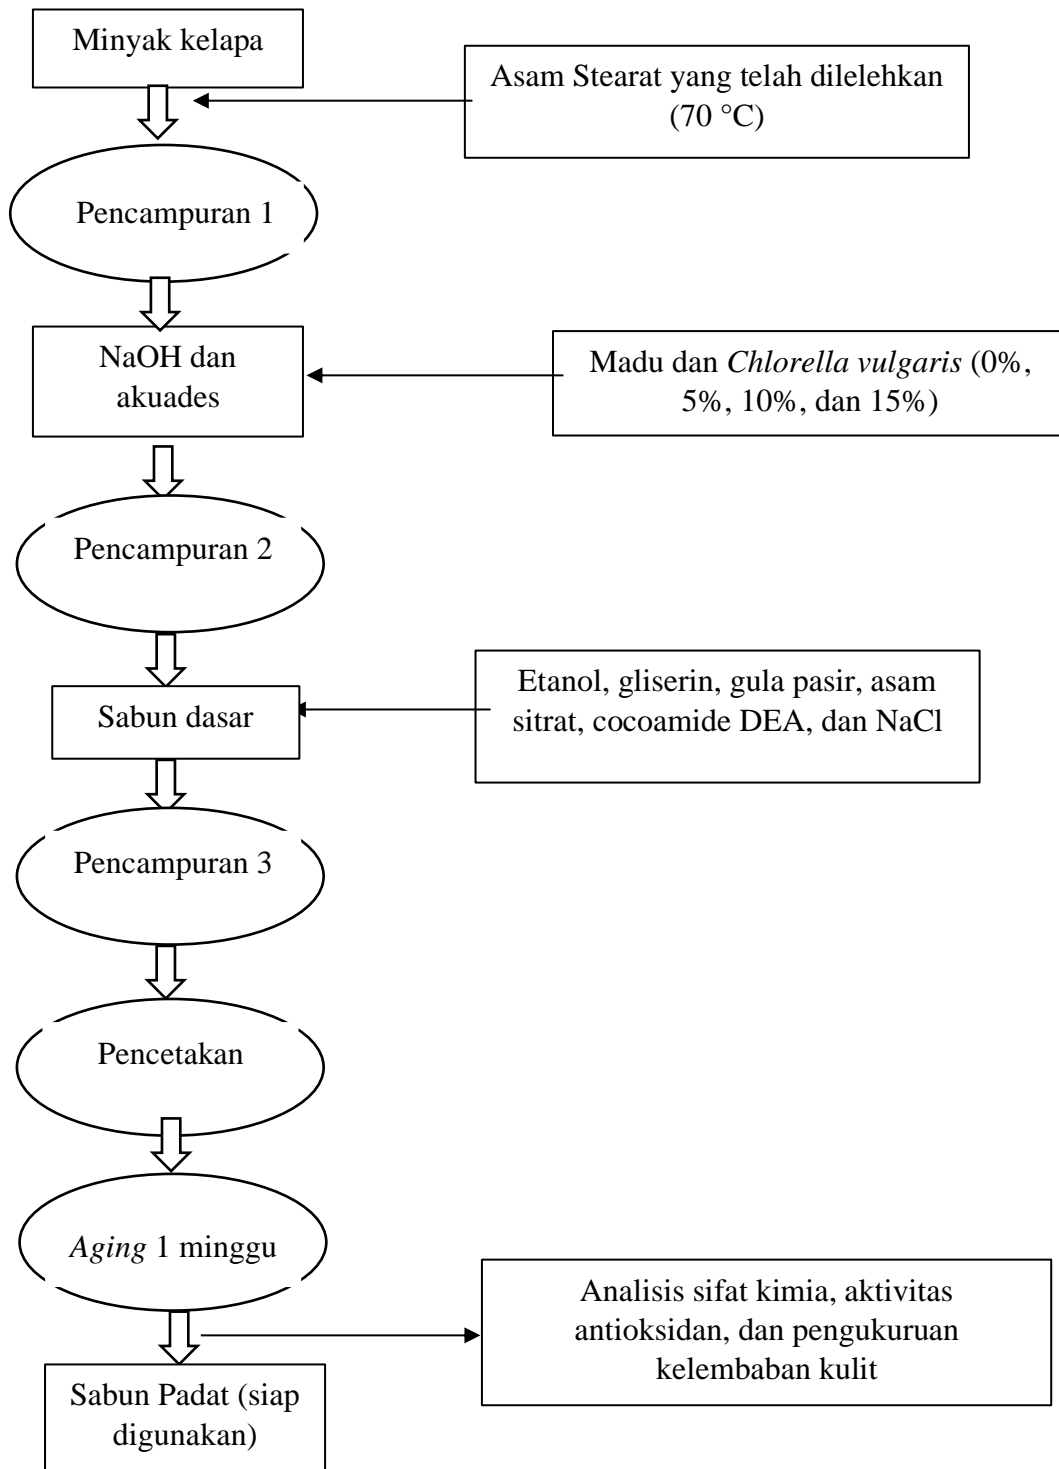 Minyak kelapa
Asam Stearat yang telah dilelehkan
(70 °C)
Pencampuran 1
NaOH dan
akuades
Madu dan Chlorella vulgaris (0%,
5%, 10%, dan 15%)
Pencampuran 2
Sabun dasar
Etanol, gliserin, gula pasir, asam
sitrat, cocoamide DEA, dan NaCl
Pencampuran 3
Pencetakan
Aging 1 minggu
Analisis sifat kimia, aktivitas
antioksidan, dan pengukuruan
kelembaban kulit
Sabun Padat (siap
digunakan)